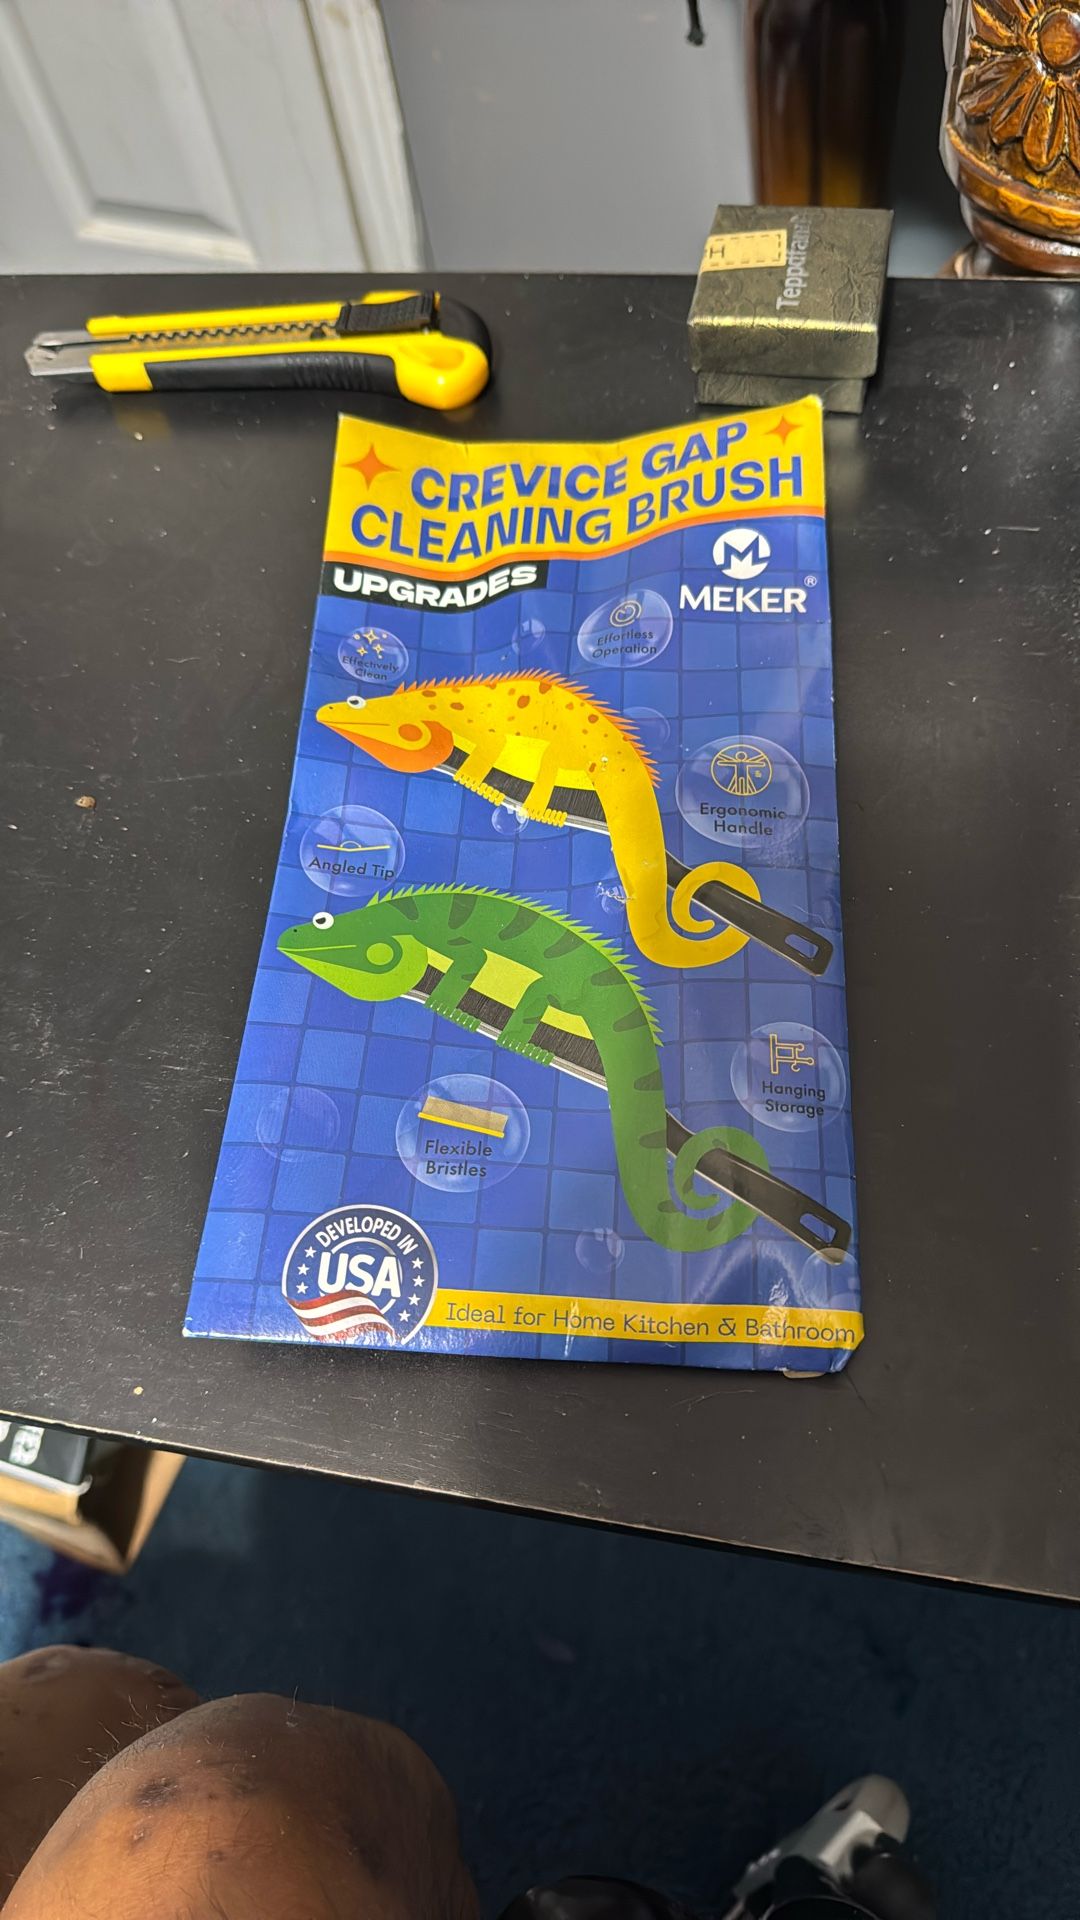 H
Teppdran
CREVICE GAP
CLEANING BRUSH
UPGRADES
M
MEKER ®
Effectively
Clean
Effortless
Operation
Ergonomic
Handle
Angled Tip
Hanging
Storage
Flexible
Bristles
DEVELOPED IN
USA
Ideal for Home Kitchen & Bathroom